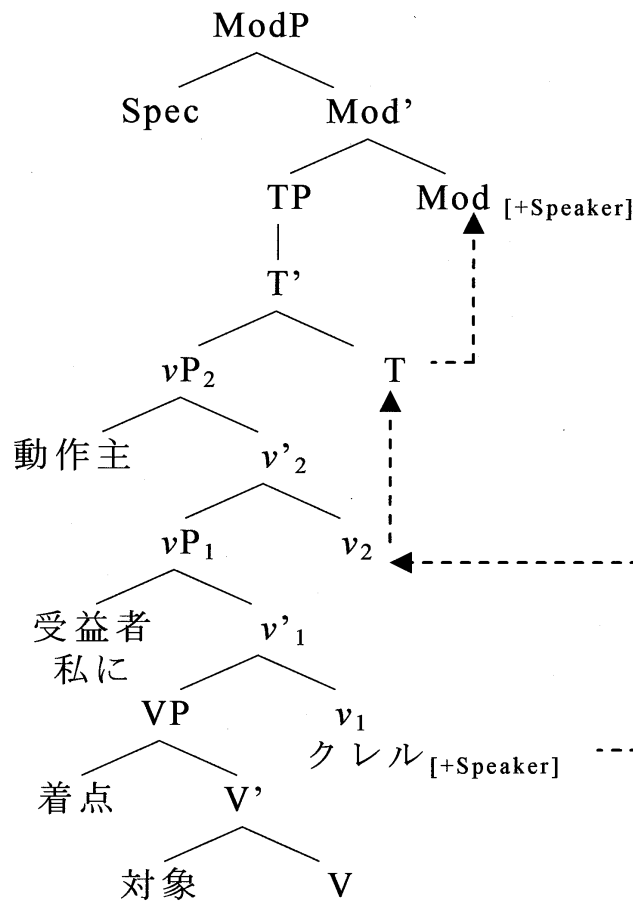 ModP
Spec Mod'
TP Mod [+Speaker]
T'
vP2 T
動作主 v'2
vP1 v2
受益者 v'1
私に
VP v1
クレル[+Speaker]
着点 V'
対象 V